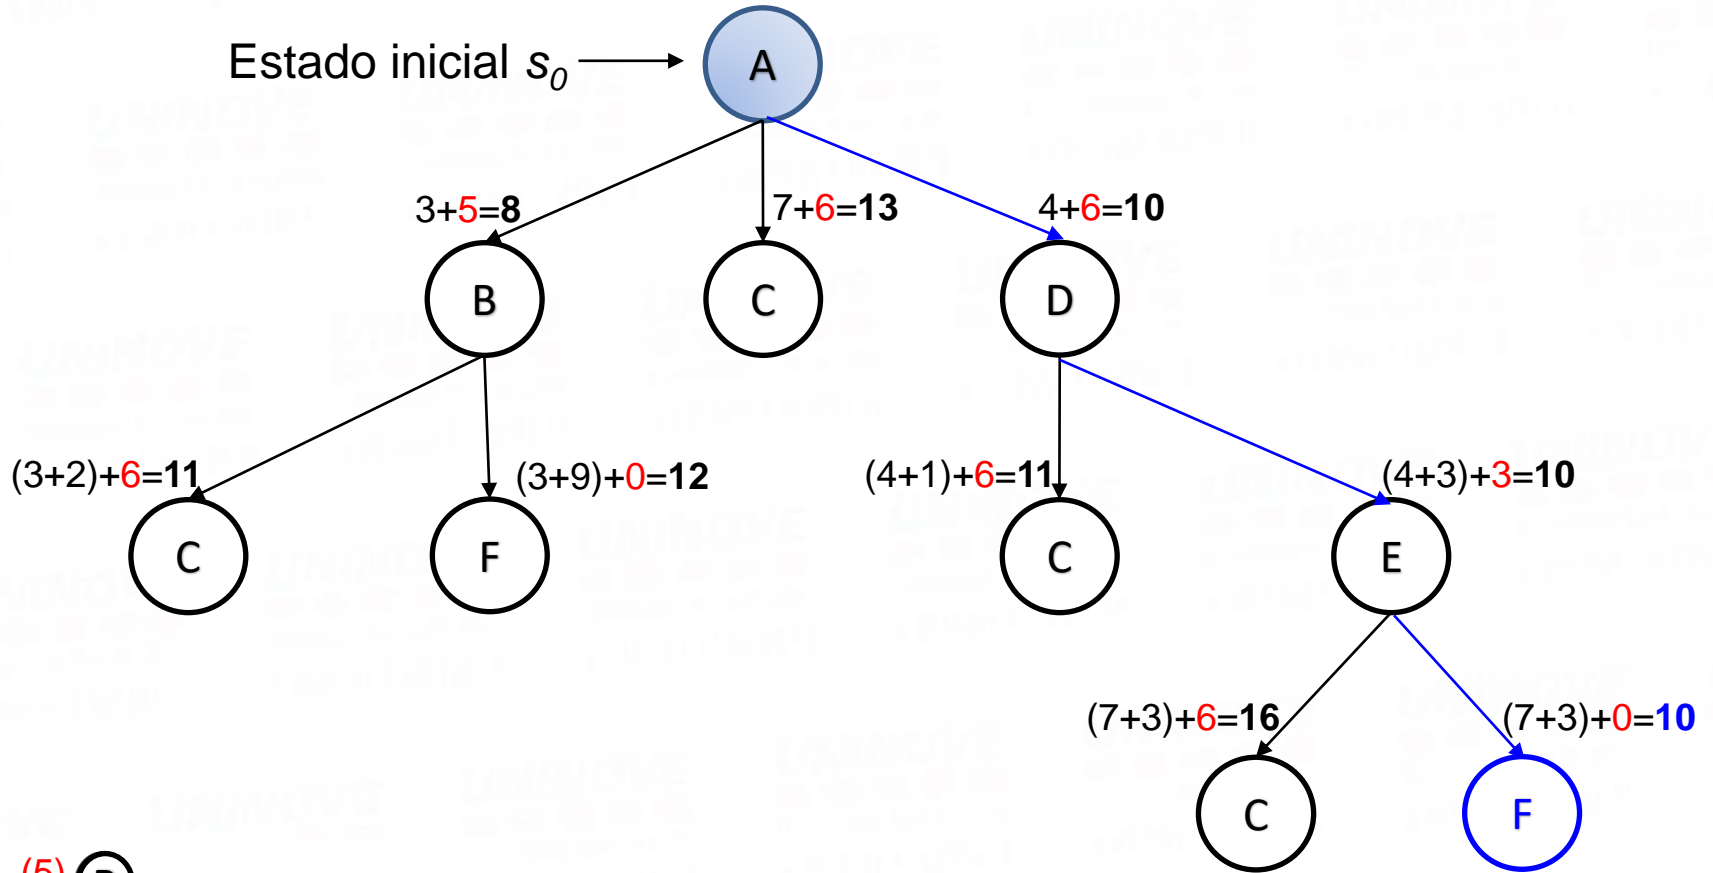 Estado inicial s0
A
3+5=8
7+6=13
4+6=10
B
C
D
(3+2)+6=11
(3+9)+0=12
(4+1)+6=11
(4+3)+3=10
C
F
C
E
(7+3)+6=16
(7+3)+0=10
C
F
(5)